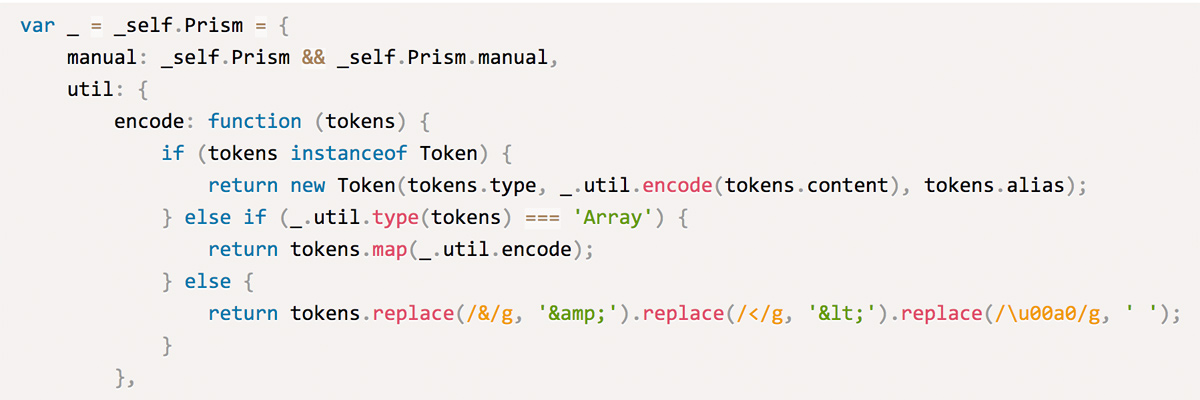 var _ = _self.Prism = {
    manual: _self.Prism && _self.Prism.manual,
    util: {
        encode: function (tokens) {
            if (tokens instanceof Token) {
                return new Token(tokens.type, _.util.encode(tokens.content), tokens.alias);
            } else if (_.util.type(tokens) === 'Array') {
                return tokens.map(_.util.encode);
            } else {
                return tokens.replace(/&/g, '&amp;').replace(/</g, '&lt;').replace(/\u00a0/g, ' ');
            }
        },